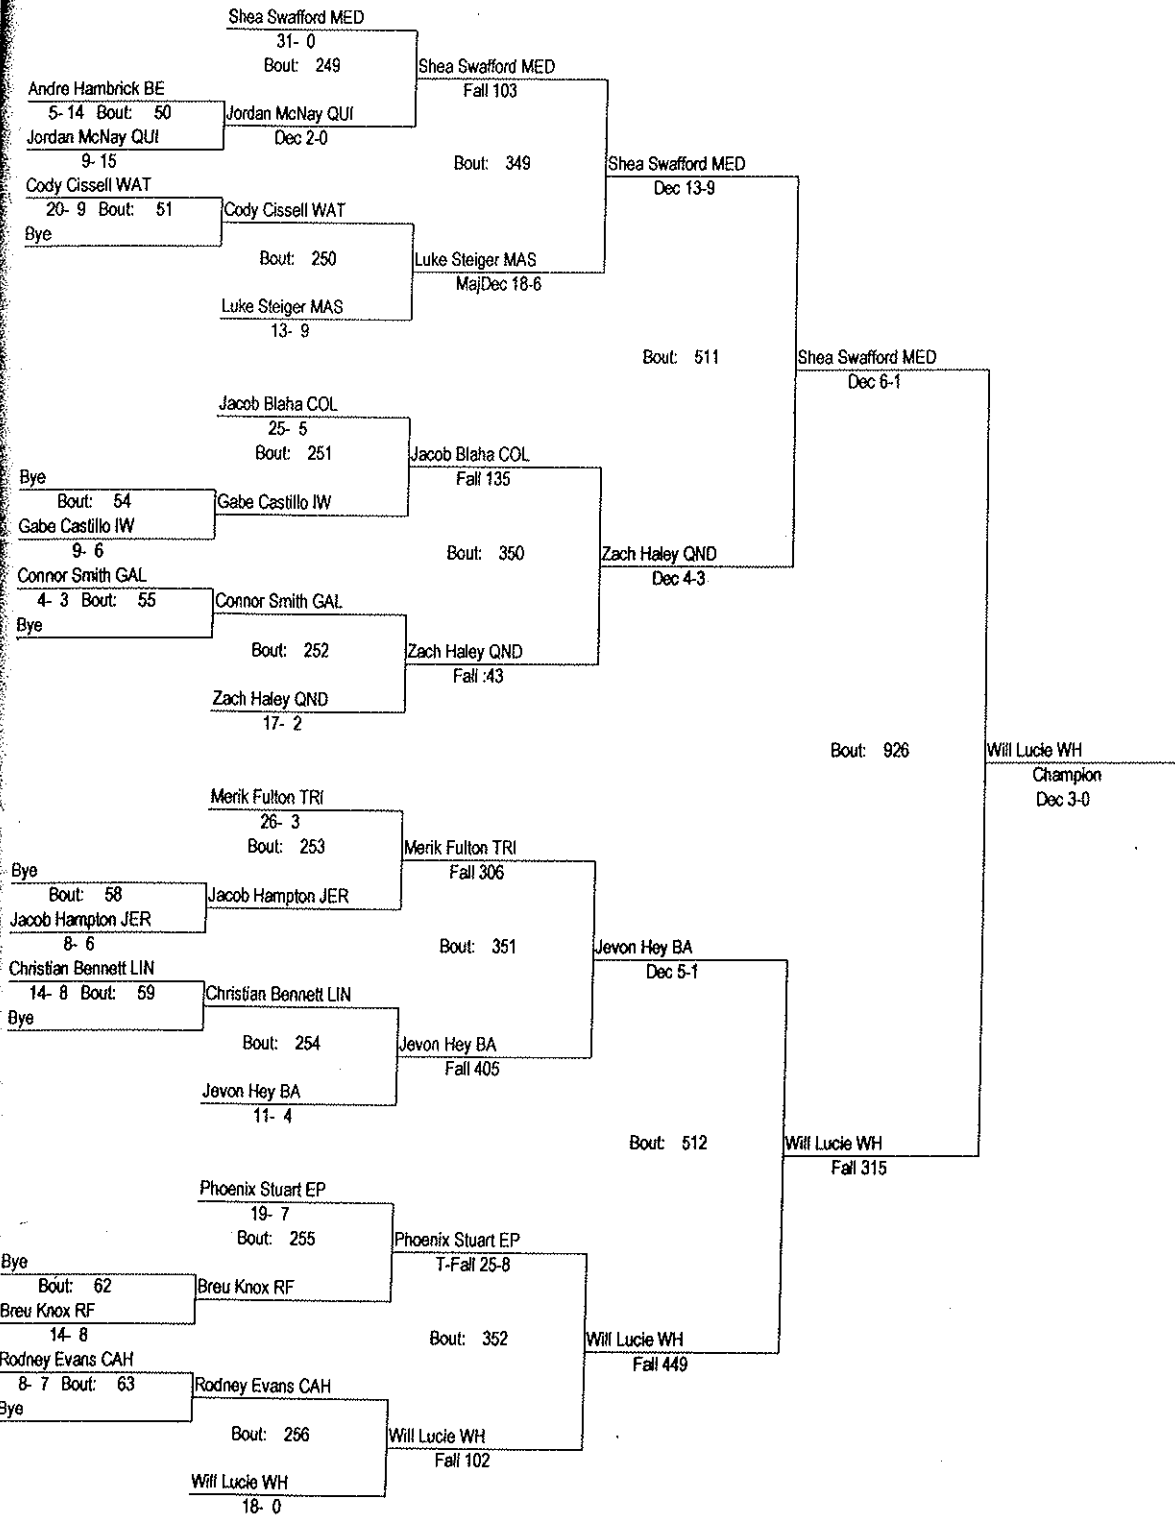 Shea Swafford MED
31- 0
Bout: 249
Shea Swafford MED
Fall 103
Andre Hambrick BE
5- 14 Bout: 50
Jordan McNay QUI
Dec 2-0
Jordan McNay QUI
9- 15
Bout: 349
Shea Swafford MED
Dec 13-9
Cody Cissell WAT
20- 9 Bout: 51
Cody Cissell WAT
Bye
Bout: 250
Luke Steiger MAS
MajDec 18-6
Luke Steiger MAS
13- 9
Bout: 511
Shea Swafford MED
Dec 6-1
Jacob Blaha COL
25- 5
Bout: 251
Jacob Blaha COL
Fall 135
Bye
Bout: 54
Gabe Castillo IW
Gabe Castillo IW
9- 6
Bout: 350
Zach Haley QND
Dec 4-3
Connor Smith GAL
4- 3 Bout: 55
Connor Smith GAL
Bye
Bout: 252
Zach Haley QND
Fall :43
Zach Haley QND
17- 2
Bout: 926
Will Lucie WH
Champion
Dec 3-0
Merik Fulton TRI
26- 3
Bout: 253
Merik Fulton TRI
Fall 306
Bye
Bout: 58
Jacob Hampton JER
Jacob Hampton JER
8- 6
Bout: 351
Jevon Hey BA
Dec 5-1
Christian Bennett LIN
14- 8 Bout: 59
Christian Bennett LIN
Bye
Bout: 254
Jevon Hey BA
Fall 405
Jevon Hey BA
11- 4
Bout: 512
Will Lucie WH
Fall 315
Phoenix Stuart EP
19- 7
Bout: 255
Phoenix Stuart EP
T-Fall 25-8
Bye
Bout: 62
Breu Knox RF
Breu Knox RF
14- 8
Bout: 352
Will Lucie WH
Fall 449
Rodney Evans CAH
8- 7 Bout: 63
Rodney Evans CAH
Bye
Bout: 256
Will Lucie WH
Fall 102
Will Lucie WH
18- 0